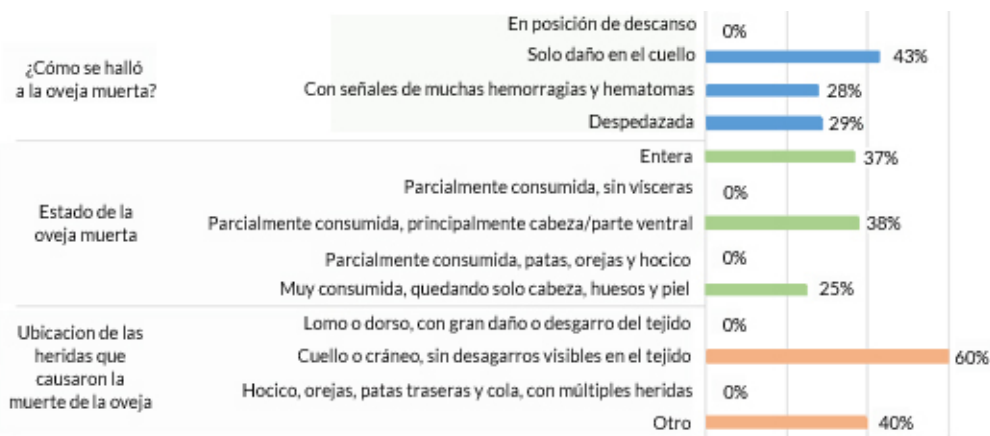 ¿Cómo se halló
a la oveja muerta?
En posición de descanso 0%
Solo daño en el cuello 43%
Con señales de muchas hemorragias y hematomas 28%
Despedazada 29%
Estado de la
oveja muerta
Entera 37%
Parcialmente consumida, sin vísceras 0%
Parcialmente consumida, principalmente cabeza/parte ventral 38%
Parcialmente consumida, patas, orejas y hocico 0%
Muy consumida, quedando solo cabeza, huesos y piel 25%
Ubicacion de las
heridas que
causaron la
muerte de la oveja
Lomo o dorso, con gran daño o desgarro del tejido 0%
Cuello o cráneo, sin desagarros visibles en el tejido 60%
Hocico, orejas, patas traseras y cola, con múltiples heridas 0%
Otro 40%